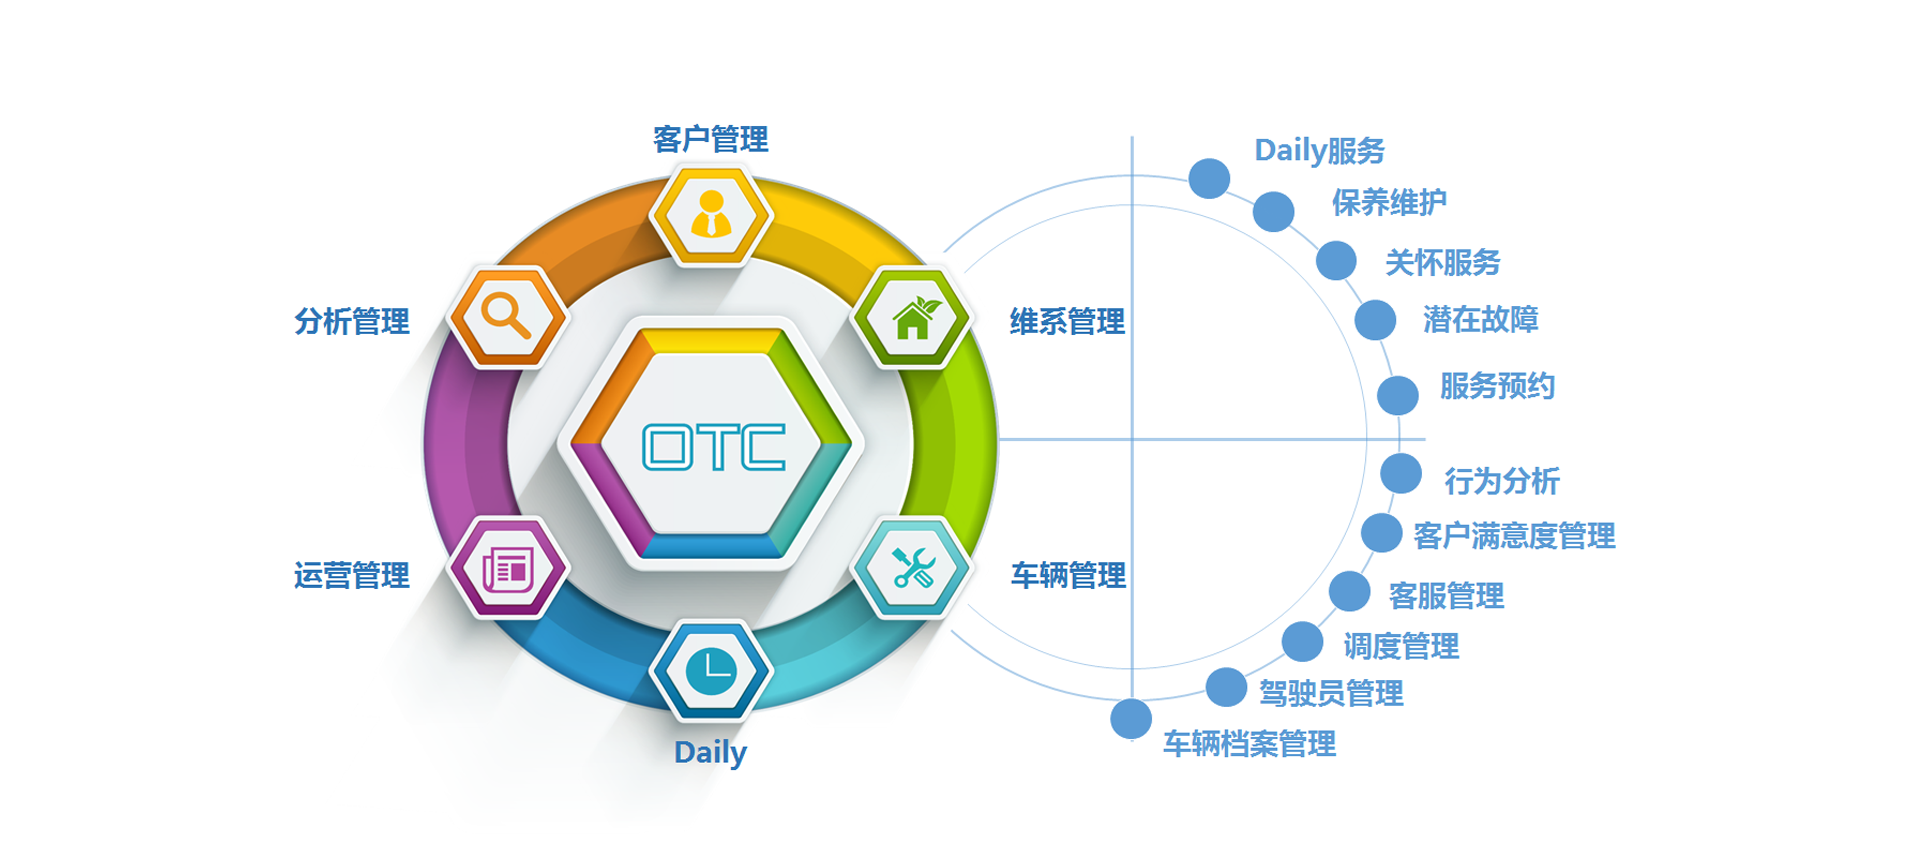 客户管理
分析管理
维系管理
OTC
运营管理
车辆管理
Daily
Daily服务
保养维护
关怀服务
潜在故障
服务预约
行为分析
客户满意度管理
客服管理
调度管理
驾驶员管理
车辆档案管理